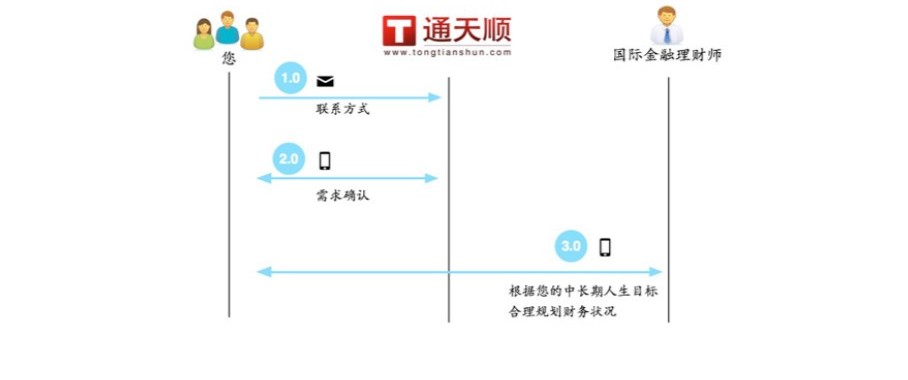 T 通天顺
www.tongtianshun.com
您
国际金融理财师
1.0
联系方式
2.0
需求确认
3.0
根据您的中长期人生目标
合理规划财务状况